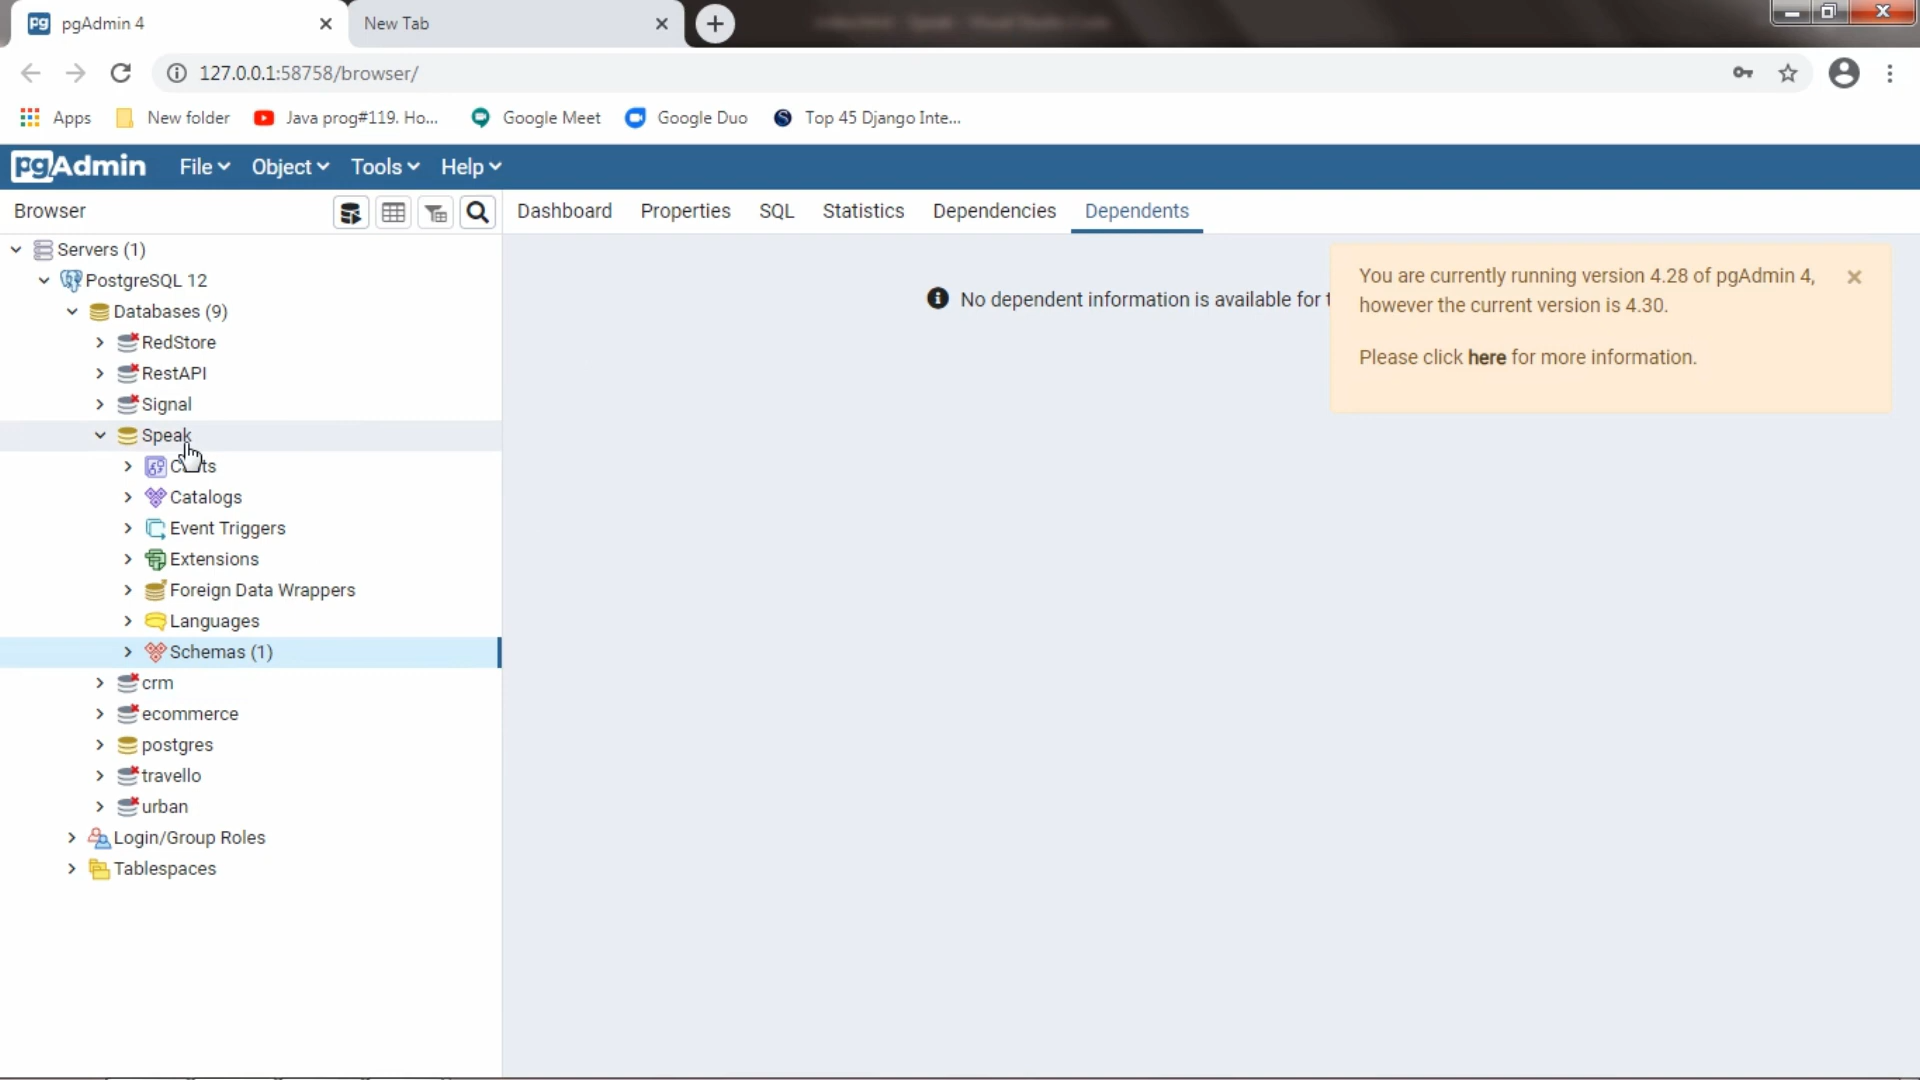 pgAdmin 4
New Tab
127.0.0.1:58758/browser/
Apps
New folder
Java prog#119. Ho...
Google Meet
Google Duo
Top 45 Django Inte...
pgAdmin
File
Object
Tools
Help
Browser
Dashboard
Properties
SQL
Statistics
Dependencies
Dependents
Servers (1)
PostgreSQL 12
Databases (9)
RedStore
RestAPI
Signal
Speak
Catalogs
Event Triggers
Extensions
Foreign Data Wrappers
Languages
Schemas (1)
crm
ecommerce
postgres
travello
urban
Login/Group Roles
Tablespaces
No dependent information is available for t
You are currently running version 4.28 of pgAdmin 4,
however the current version is 4.30.
Please click here for more information.